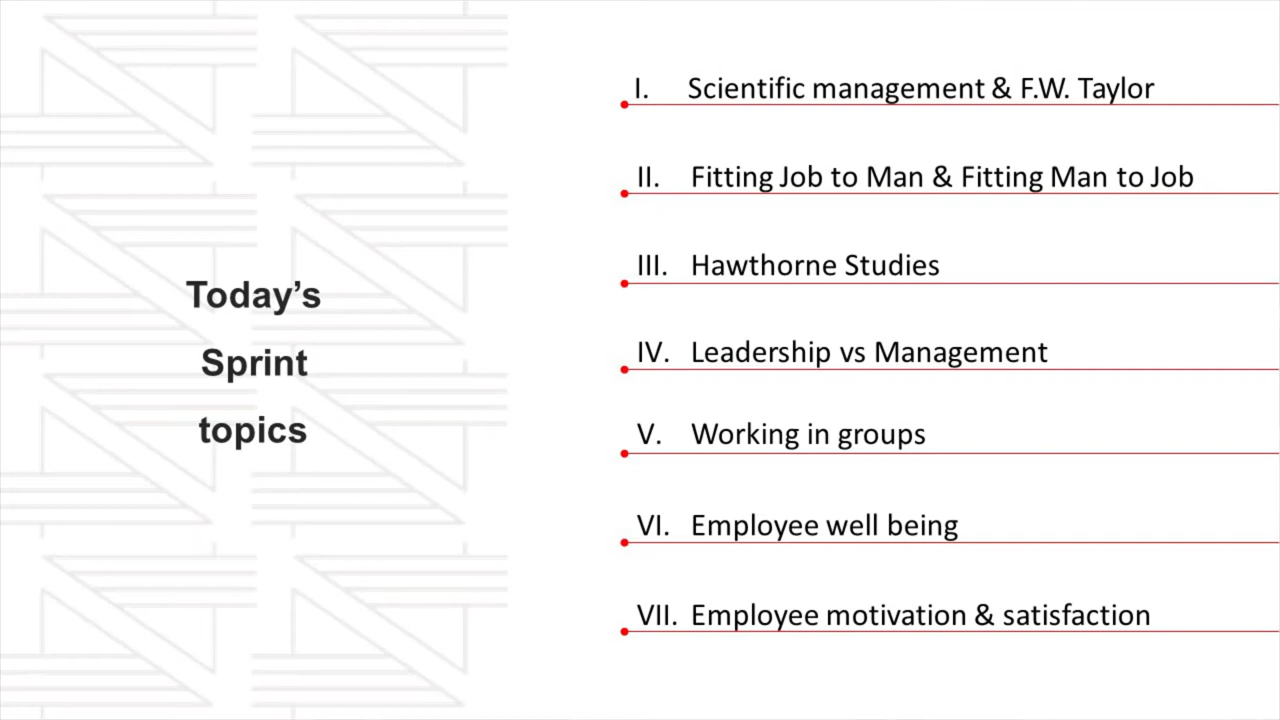 Today’s
Sprint
topics
I. Scientific management & F.W. Taylor
II. Fitting Job to Man & Fitting Man to Job
III. Hawthorne Studies
IV. Leadership vs Management
V. Working in groups
VI. Employee well being
VII. Employee motivation & satisfaction